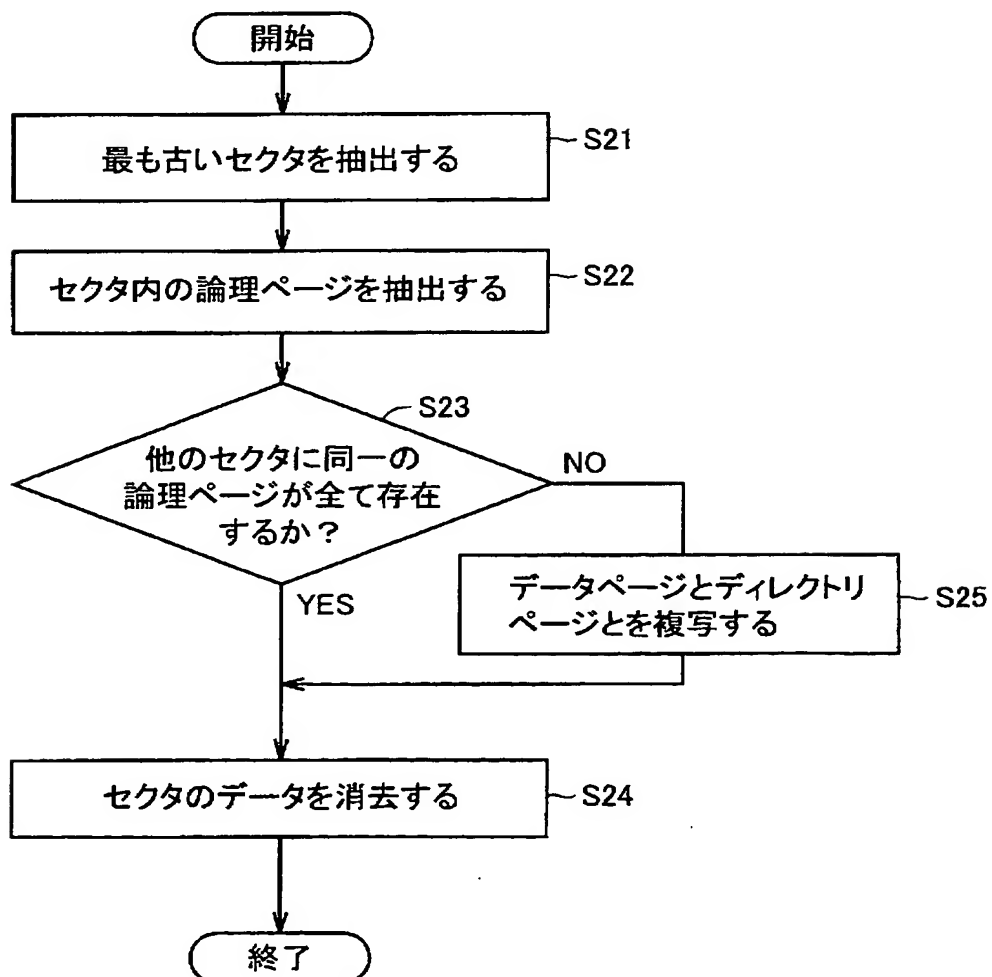 開始
最も古いセクタを抽出する
S21
セクタ内の論理ページを抽出する
S22
S23
他のセクタに同一の
論理ページが全て存在
するか？
NO
YES
データページとディレクトリ
ページとを複写する
S25
セクタのデータを消去する
S24
終了